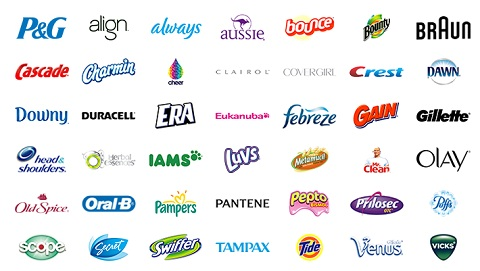 P&G align always aussie bounce Bounty BRAUN
Cascade Charmin cheer CLAIROL COVERGIRL Crest DAWN
Downy DURACELL ERA Eukanuba febreze GAIN Gillette
head & shoulders. Herbal essences IAMS Luvs Metamucil Mr. Clean OLAY
Old Spice Oral-B Pampers PANTENE Pepto Bismol Prilosec OTC Puffs
scope Secret Swiffer TAMPAX Tide Venus VICKS